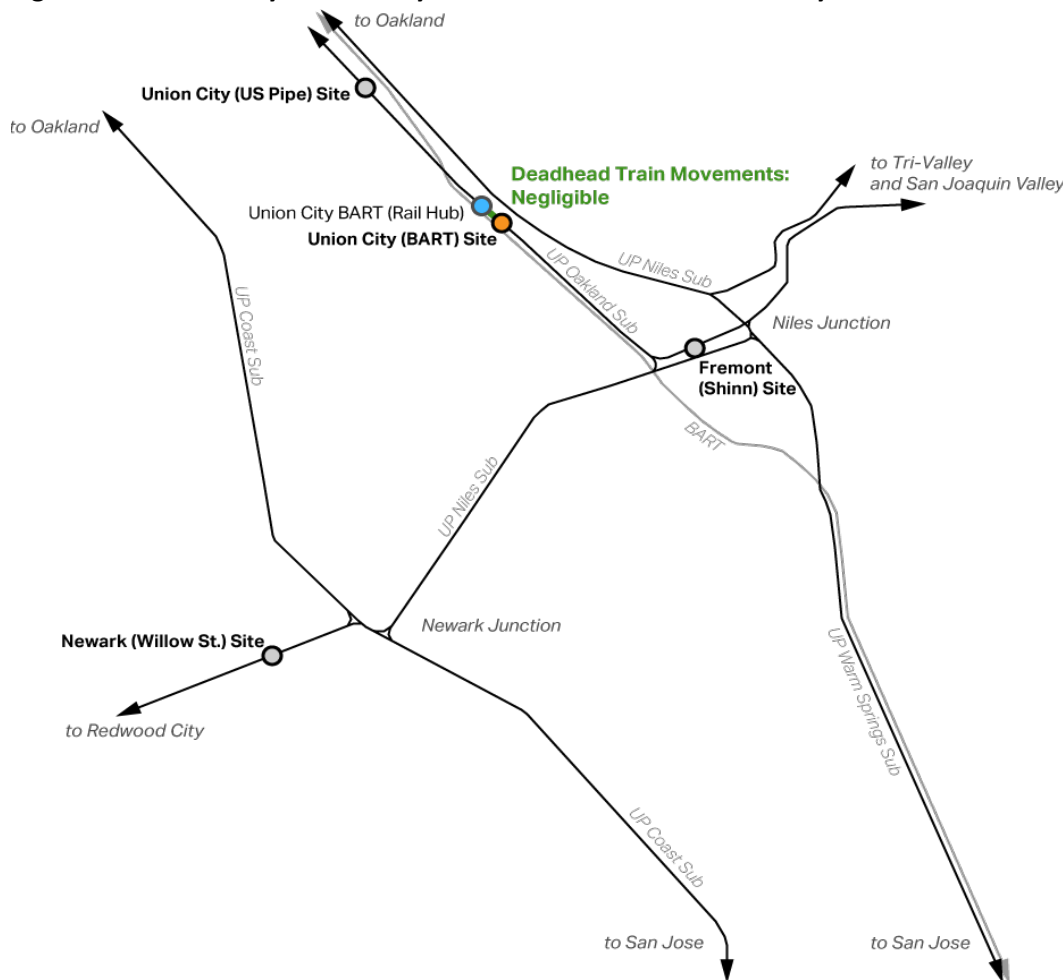 to Oakland
Union City (US Pipe) Site
to Oakland
Deadhead Train Movements:
Negligible
to Tri-Valley
and San Joaquin Valley
Union City BART (Rail Hub)
Union City (BART) Site
UP Niles Sub
UP Oakland Sub
UP Coast Sub
Niles Junction
Fremont
(Shinn) Site
BART
UP Niles Sub
Newark Junction
Newark (Willow St.) Site
UP Warm Springs Sub
to Redwood City
UP Coast Sub
to San Jose
to San Jose